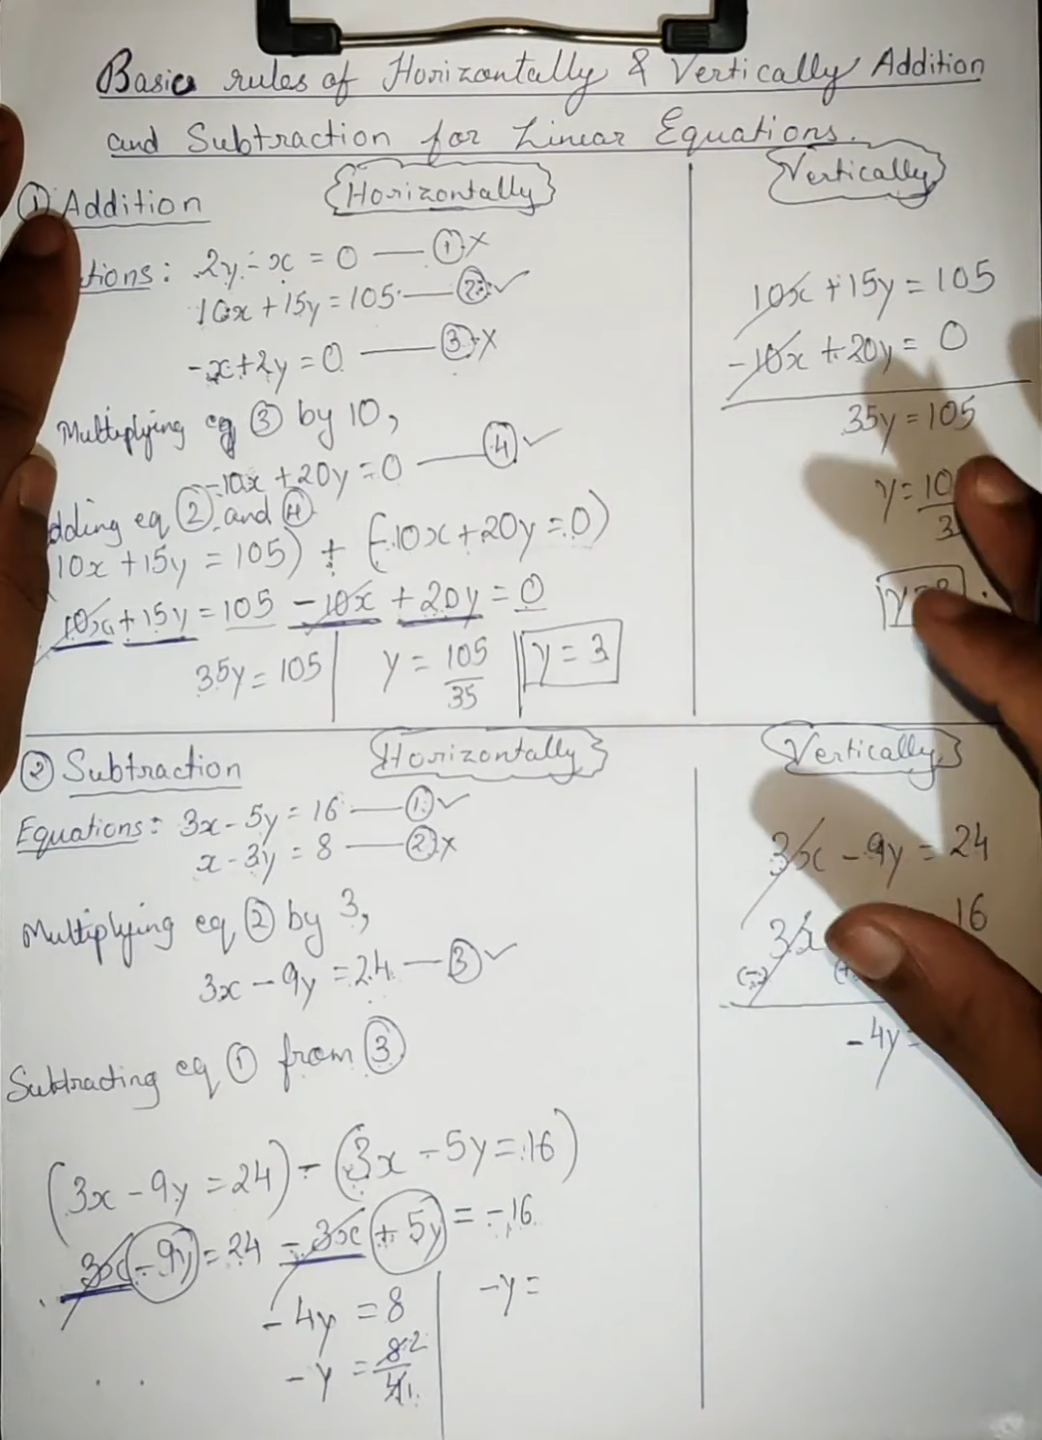 Basic rules of Horizontally & Vertically Addition
and Subtraction for Linear Equations.
① Addition
Horizontally
tions: 2y - x = 0 — ① ×
10x + 15y = 105 — ② ✓
-x + 2y = 0 — ③ ×
Multiplying eq ③ by 10,
-10x + 20y = 0 — ④ ✓
dding eq ② and ④
10x + 15y = 105) + (-10x + 20y = 0)
10x + 15y = 105 - 10x + 20y = 0
35y = 105 | y = 105/35 | y = 3
Vertically
10x + 15y = 105
-10x + 20y = 0
35y = 105
y = 10
3
y =
② Subtraction
Horizontally
Equations: 3x - 5y = 16 — ① ✓
x - 3y = 8 — ② ×
Multiplying eq ② by 3,
3x - 9y = 24 — ③ ✓
Subtracting eq ① from ③
(3x - 9y = 24) - (3x - 5y = 16)
3x - 9y = 24 - 3x + 5y = -16
-4y = 8 | -y =
-y = 8/4 2 1
Vertically
3x - 9y = 24
3x 16
(-) (+
-4y =